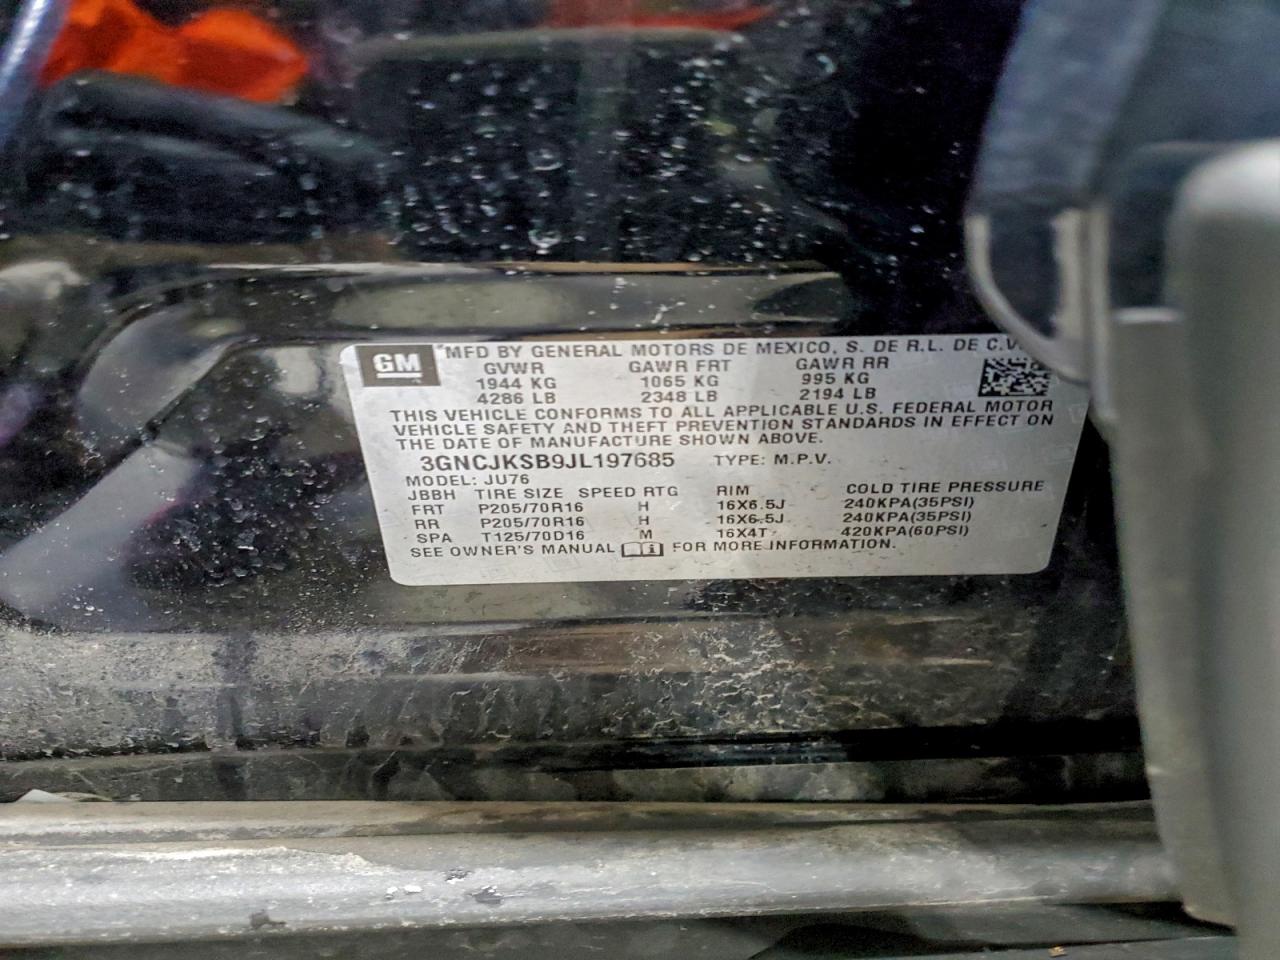 GM MFD BY GENERAL MOTORS DE MEXICO, S. DE R.L. DE C.V.
GVWR GAWR FRT GAWR RR
1944 KG 1065 KG 995 KG
4286 LB 2348 LB 2194 LB
THIS VEHICLE CONFORMS TO ALL APPLICABLE U.S. FEDERAL MOTOR
VEHICLE SAFETY AND THEFT PREVENTION STANDARDS IN EFFECT ON
THE DATE OF MANUFACTURE SHOWN ABOVE.
3GNCJKSB9JL197685 TYPE: M.P.V.
MODEL: JU76
JBBH TIRE SIZE SPEED RTG RIM COLD TIRE PRESSURE
FRT P205/70R16 H 16X6.5J 240KPA(35PSI)
RR P205/70R16 H 16X6.5J 240KPA(35PSI)
SPA T125/70D16 M 16X4T 420KPA(60PSI)
SEE OWNER'S MANUAL FOR MORE INFORMATION.